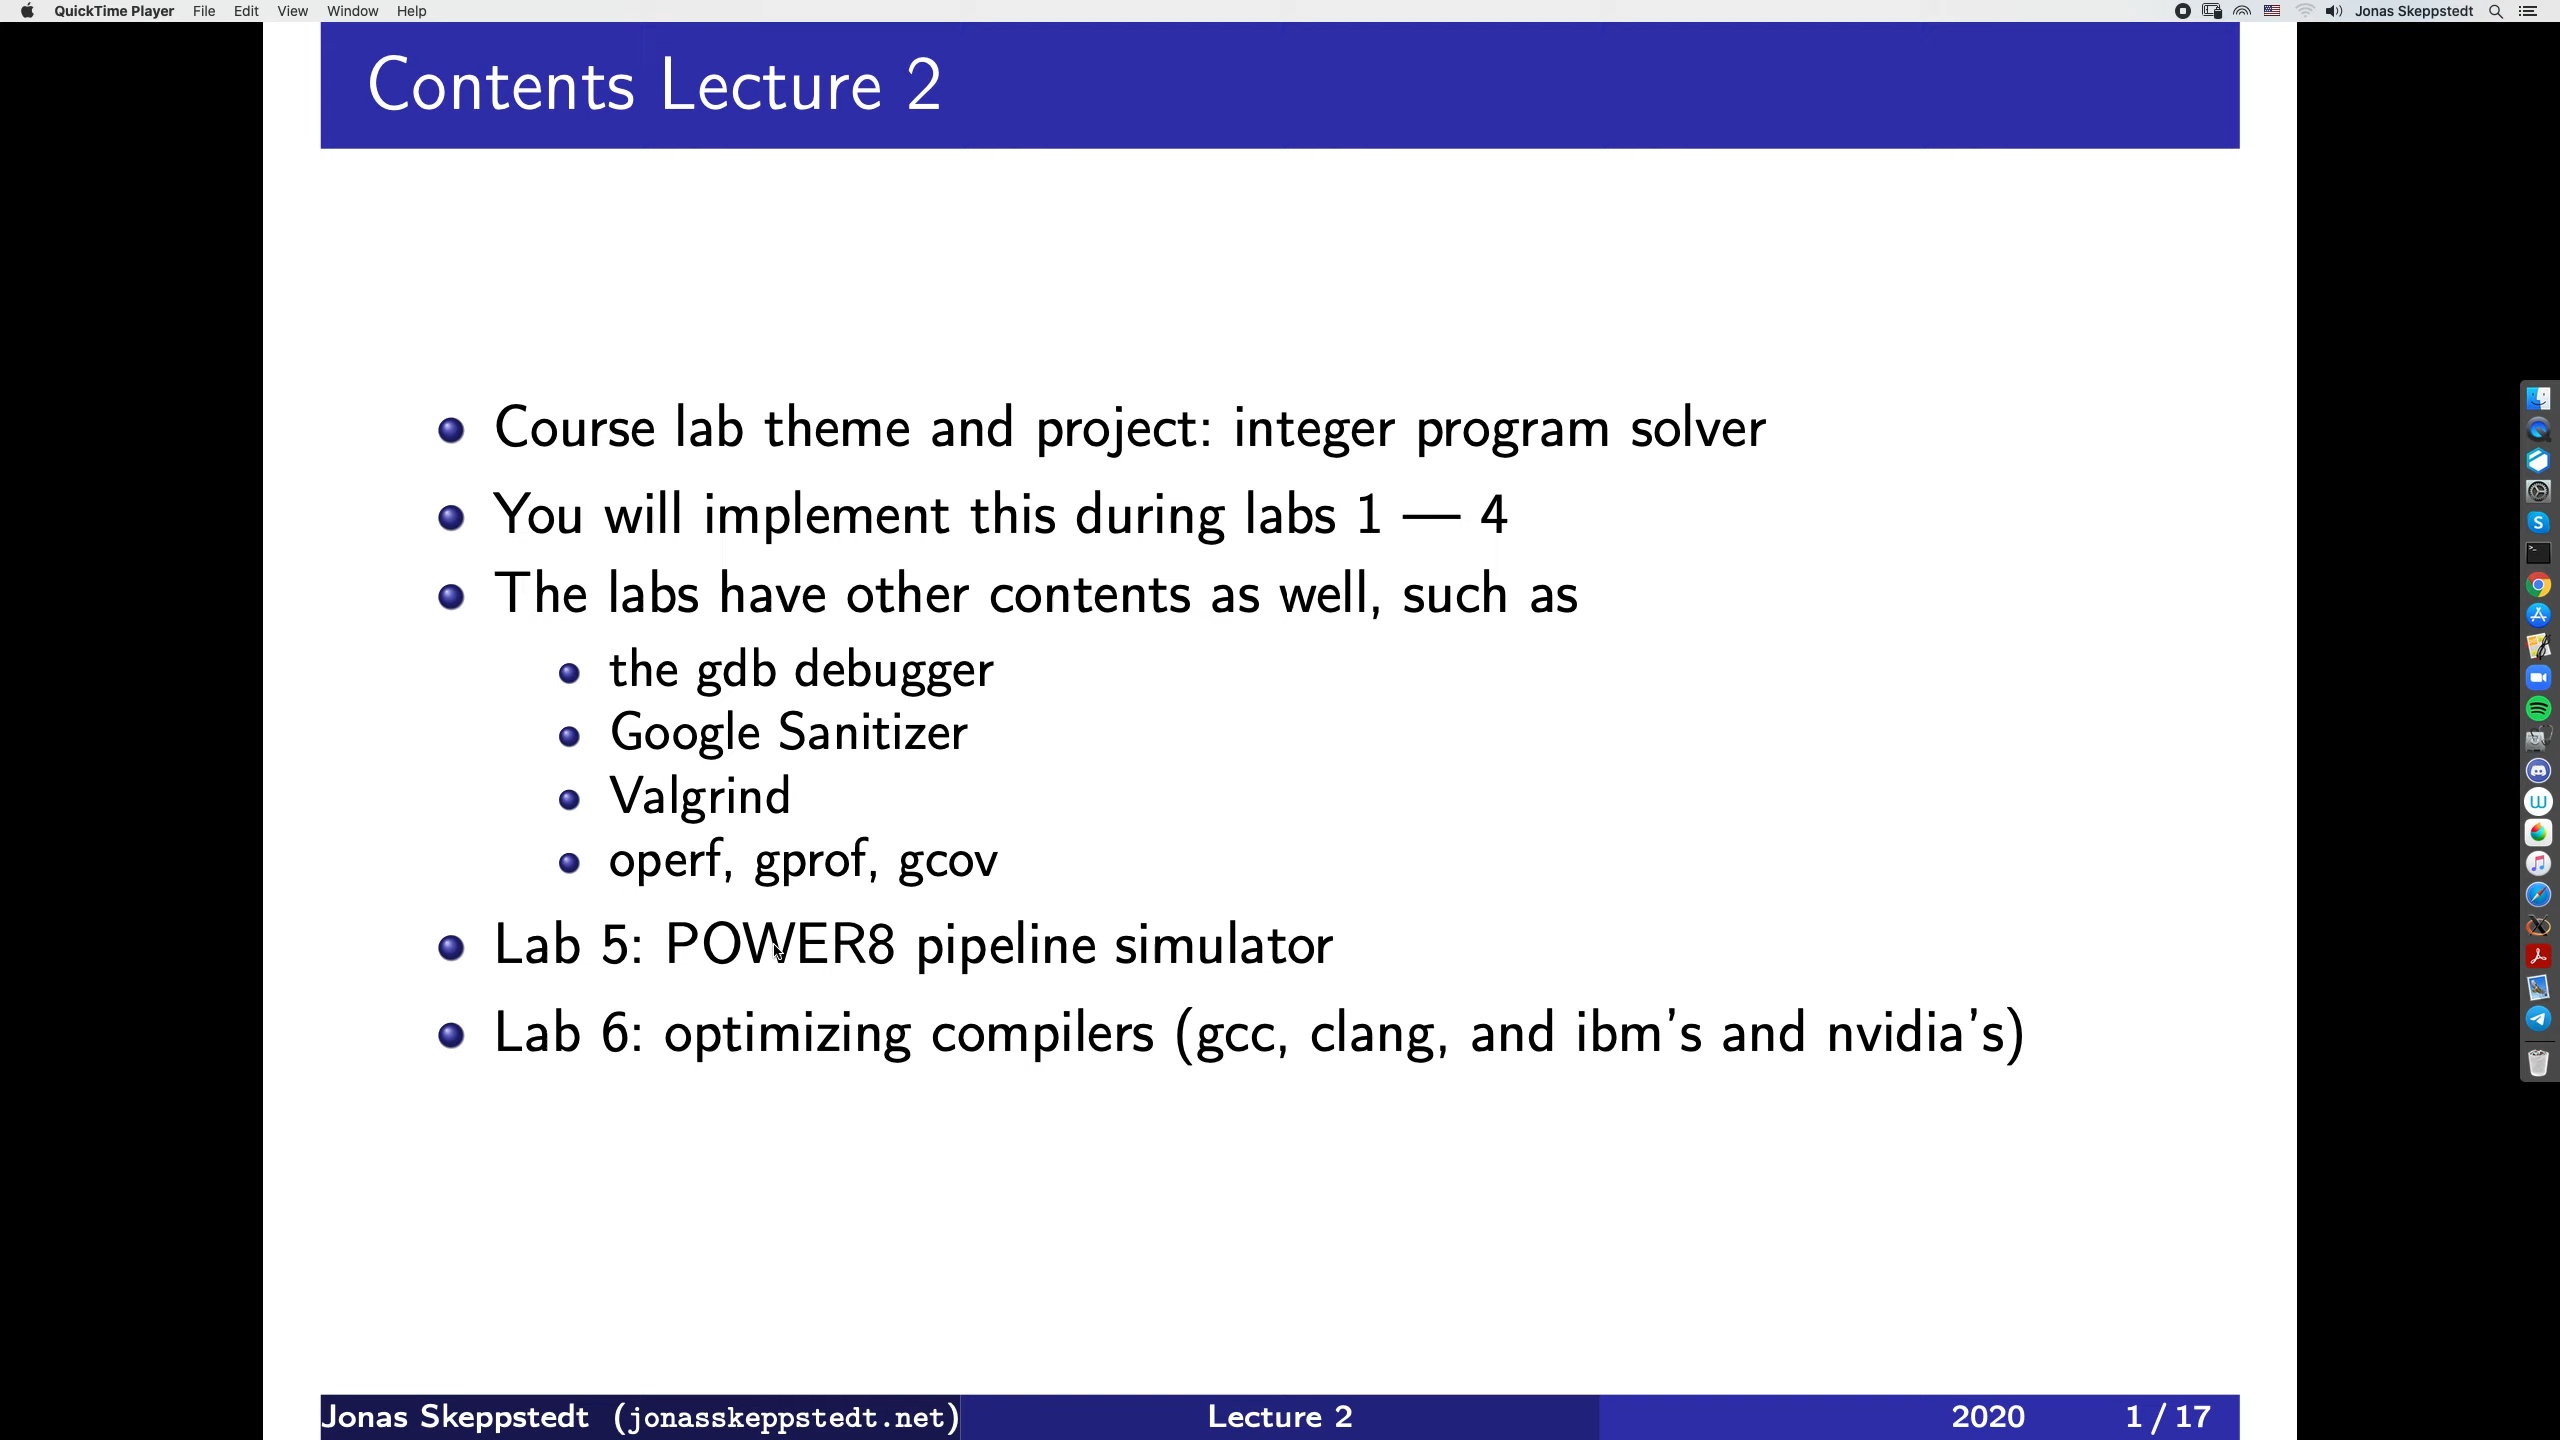 QuickTime Player File Edit View Window Help Jonas Skeppstedt
Contents Lecture 2
Course lab theme and project: integer program solver
You will implement this during labs 1 — 4
The labs have other contents as well, such as
the gdb debugger
Google Sanitizer
Valgrind
operf, gprof, gcov
Lab 5: POWER8 pipeline simulator
Lab 6: optimizing compilers (gcc, clang, and ibm's and nvidia's)
Jonas Skeppstedt (jonasskeppstedt.net) Lecture 2 2020 1 / 17